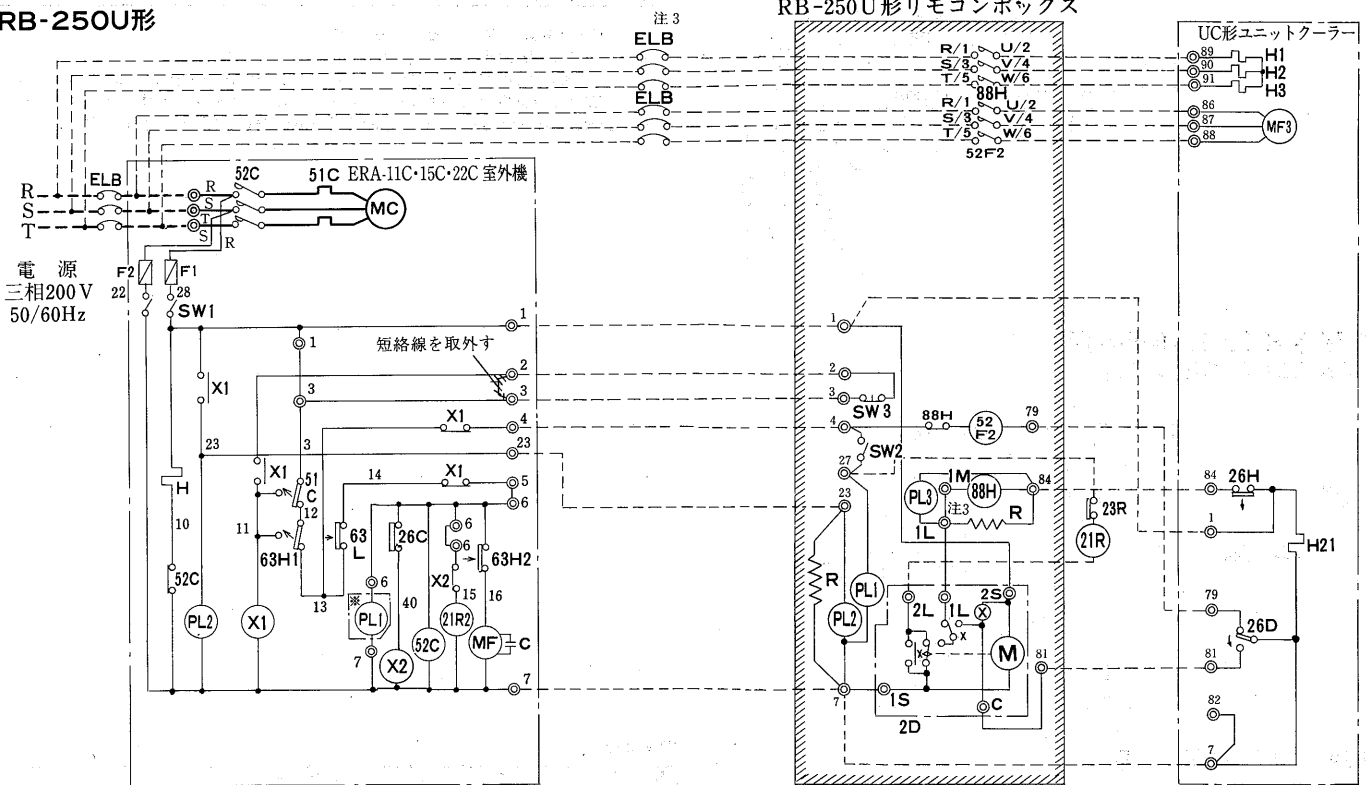 RB-250U形
RB-250U形リモコンボックス
注3
ELB
ELB
R/1 U/2
S/3 V/4
T/5 W/6
88H
R/1 U/2
S/3 V/4
T/5 W/6
52F2
UC形ユニットクーラー
89 H1
90 H2
91 H3
86
87
88
MF3
ELB
52C
51C
ERA-11C・15C・22C 室外機
R
S
T
R
S
T
S
R
MC
電源
三相200V
50/60Hz
F2
F1
22
28
SW1
1
1
短絡線を取外す
2
3
3
X1
X1
4
23
23
3
X1
51
C
12
14
X1
5
6
H
10
11
63H1
63
L
26C
6
6
63H2
52C
13
6
※
PL1
7
40
X2
15
16
PL2
X1
X2
52C
21R2
MF
C
7
1
2
3
SW3
4
88H
52
F2
79
SW2
27
23
PL3
1M
88H
84
注3
1L
R
R
PL1
PL2
2L
1L
2S
X
x
x
M
81
7
1S
C
2D
23R
21R
84
26H
1
H21
79
26D
81
82
7